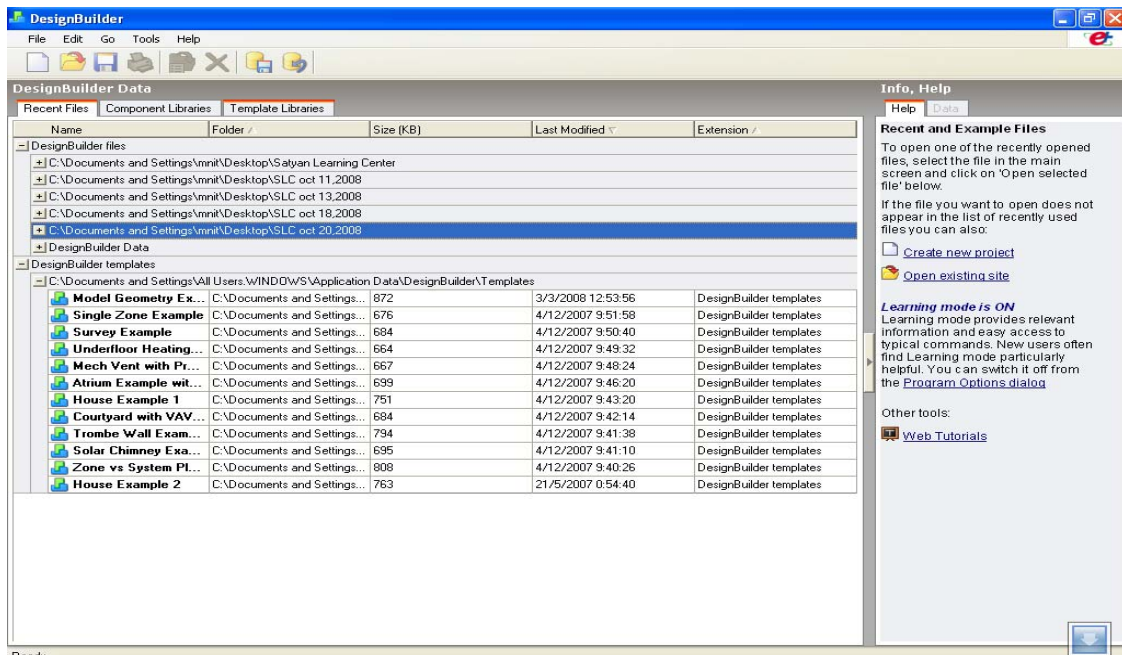 DesignBuilder
File Edit Go Tools Help
DesignBuilder Data
Recent Files Component Libraries Template Libraries
Name Folder Size (KB) Last Modified Extension
DesignBuilder files
C:\Documents and Settings\mnit\Desktop\Satyan Learning Center
C:\Documents and Settings\mnit\Desktop\SLC oct 11,2008
C:\Documents and Settings\mnit\Desktop\SLC oct 13,2008
C:\Documents and Settings\mnit\Desktop\SLC oct 18,2008
C:\Documents and Settings\mnit\Desktop\SLC oct 20,2008
DesignBuilder Data
DesignBuilder templates
C:\Documents and Settings\All Users.WINDOWS\Application Data\DesignBuilder\Templates
Model Geometry Ex... C:\Documents and Settings... 872 3/3/2008 12:53:56 DesignBuilder templates
Single Zone Example C:\Documents and Settings... 676 4/12/2007 9:51:58 DesignBuilder templates
Survey Example C:\Documents and Settings... 684 4/12/2007 9:50:40 DesignBuilder templates
Underfloor Heating... C:\Documents and Settings... 664 4/12/2007 9:49:32 DesignBuilder templates
Mech Vent with Pr... C:\Documents and Settings... 667 4/12/2007 9:48:24 DesignBuilder templates
Atrium Example wit... C:\Documents and Settings... 699 4/12/2007 9:46:20 DesignBuilder templates
House Example 1 C:\Documents and Settings... 751 4/12/2007 9:43:20 DesignBuilder templates
Courtyard with VAV... C:\Documents and Settings... 684 4/12/2007 9:42:14 DesignBuilder templates
Trombe Wall Exam... C:\Documents and Settings... 794 4/12/2007 9:41:38 DesignBuilder templates
Solar Chimney Exa... C:\Documents and Settings... 695 4/12/2007 9:41:10 DesignBuilder templates
Zone vs System Pl... C:\Documents and Settings... 808 4/12/2007 9:40:26 DesignBuilder templates
House Example 2 C:\Documents and Settings... 763 21/5/2007 0:54:40 DesignBuilder templates
Info, Help
Help Data
Recent and Example Files
To open one of the recently opened
files, select the file in the main
screen and click on 'Open selected
file' below.
If the file you want to open does not
appear in the list of recently used
files you can also:
Create new project
Open existing site
Learning mode is ON
Learning mode provides relevant
information and easy access to
typical commands. New users often
find Learning mode particularly
helpful. You can switch it off from
the Program Options dialog
Other tools:
Web Tutorials